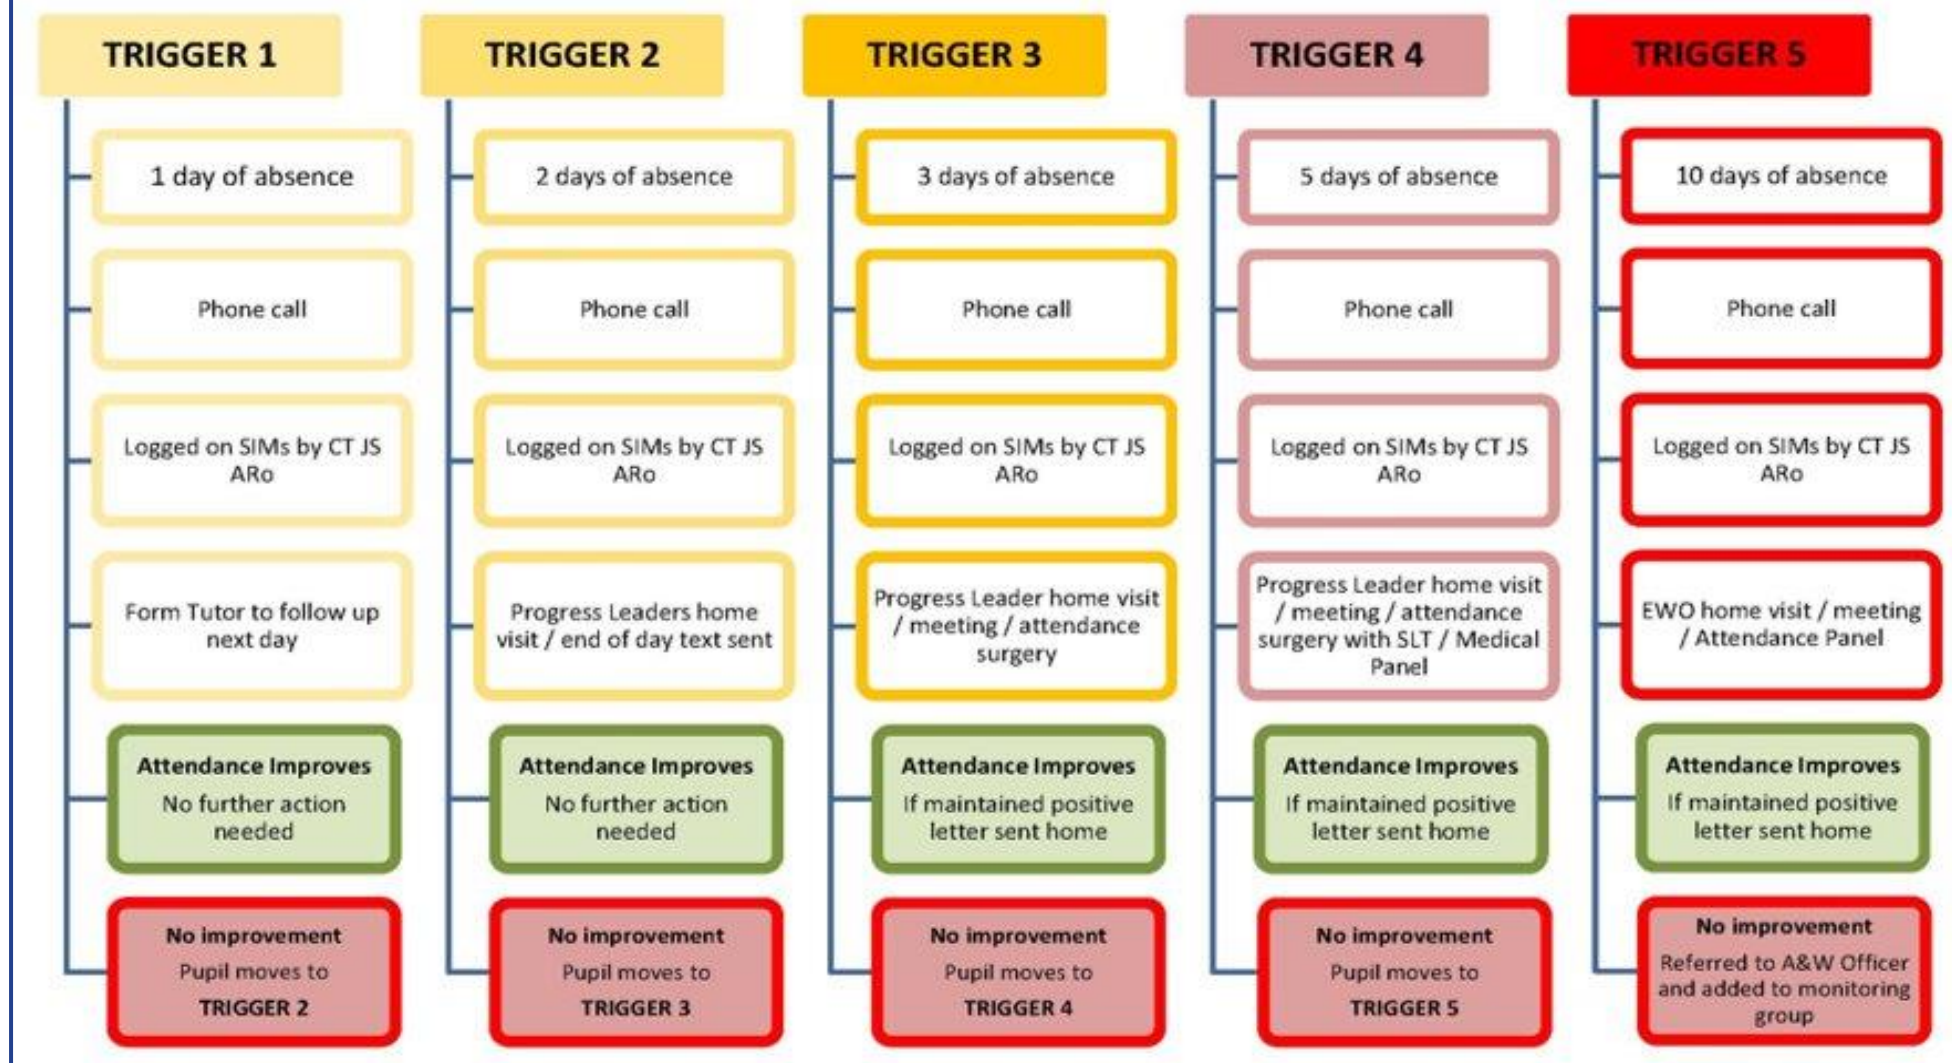 TRIGGER 1
1 day of absence
Phone call
Logged on SIMs by CT JS
ARo
Form Tutor to follow up
next day
Attendance Improves
No further action
needed
No improvement
Pupil moves to
TRIGGER 2
TRIGGER 2
2 days of absence
Phone call
Logged on SIMs by CT JS
ARo
Progress Leaders home
visit / end of day text sent
Attendance Improves
No further action
needed
No improvement
Pupil moves to
TRIGGER 3
TRIGGER 3
3 days of absence
Phone call
Logged on SIMs by CT JS
ARo
Progress Leader home visit
/ meeting / attendance
surgery
Attendance Improves
If maintained positive
letter sent home
No improvement
Pupil moves to
TRIGGER 4
TRIGGER 4
5 days of absence
Phone call
Logged on SIMs by CT JS
ARo
Progress Leader home visit
/ meeting / attendance
surgery with SLT / Medical
Panel
Attendance Improves
If maintained positive
letter sent home
No improvement
Pupil moves to
TRIGGER 5
TRIGGER 5
10 days of absence
Phone call
Logged on SIMs by CT JS
ARo
EWO home visit / meeting
/ Attendance Panel
Attendance Improves
If maintained positive
letter sent home
No improvement
Referred to A&W Officer
and added to monitoring
group